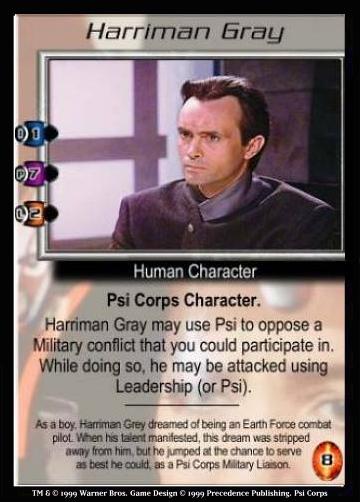 Harriman Gray
D 1
P 7
L 2
Human Character
Psi Corps Character.
Harriman Gray may use Psi to oppose a
Military conflict that you could participate in.
While doing so, he may be attacked using
Leadership (or Psi).
As a boy, Harriman Grey dreamed of being an Earth Force combat
pilot. When his talent manifested, this dream was stripped
away from him, but he jumped at the chance to serve
as best he could, as a Psi Corps Military Liaison.
8
TM & © 1999 Warner Bros. Game Design © 1999 Precedence Publishing. Psi Corps